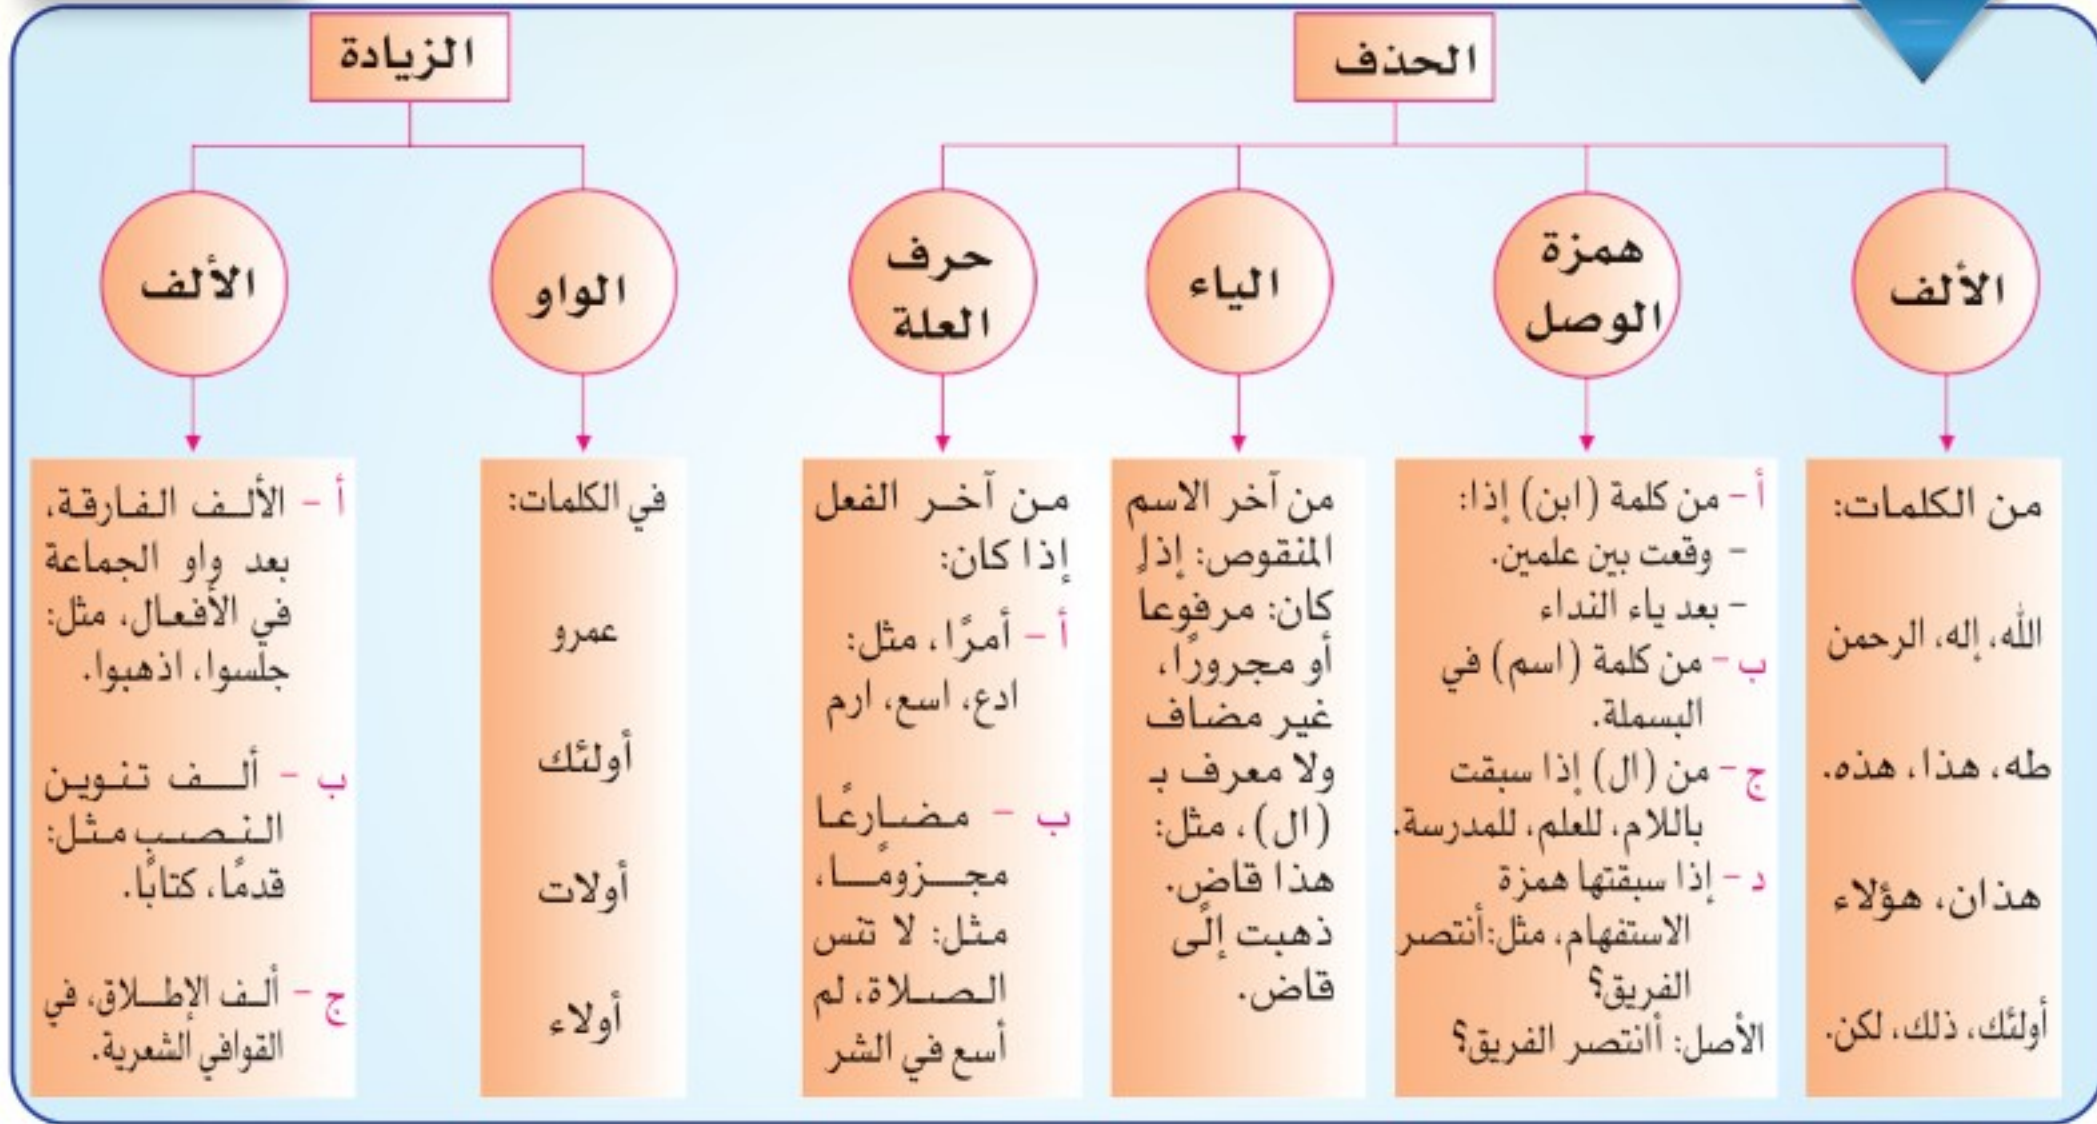 الحذف
الزيادة
الألف
همزة
الوصل
الياء
حرف
العلة
الواو
الألف
من الكلمات:
الله، إله، الرحمن
طه، هذا، هذه.
هذان، هؤلاء
أولئك، ذلك، لكن.
أ - من كلمة (ابن) إذا:
- وقعت بين علمين.
- بعد ياء النداء
ب - من كلمة (اسم) في
البسملة.
ج - من (ال) إذا سبقت
باللام، للعلم، للمدرسة.
د - إذا سبقتها همزة
الاستفهام، مثل:أنتصر
الفريق؟
الأصل: أانتصر الفريق؟
من آخر الاسم
المنقوص: إذا
كان: مرفوعا
أو مجرورًا،
غير مضاف
ولا معرف بـ
(ال)، مثل:
هذا قاضٍ.
ذهبت إلى
قاض.
من آخر الفعل
إذا كان:
أ - أمرًا، مثل:
ادع، اسع، ارم
ب - مضارعًا
مجزومًا،
مثل: لا تنس
الصلاة، لم
أسع في الشر
في الكلمات:
عمرو
أولئك
أولات
أولاء
أ - الألف الفارقة،
بعد واو الجماعة
في الأفعال، مثل:
جلسوا، اذهبوا.
ب - ألف تنوين
النصب مثل:
قدمًا، كتابًا.
ج - ألف الإطلاق، في
القوافي الشعرية.